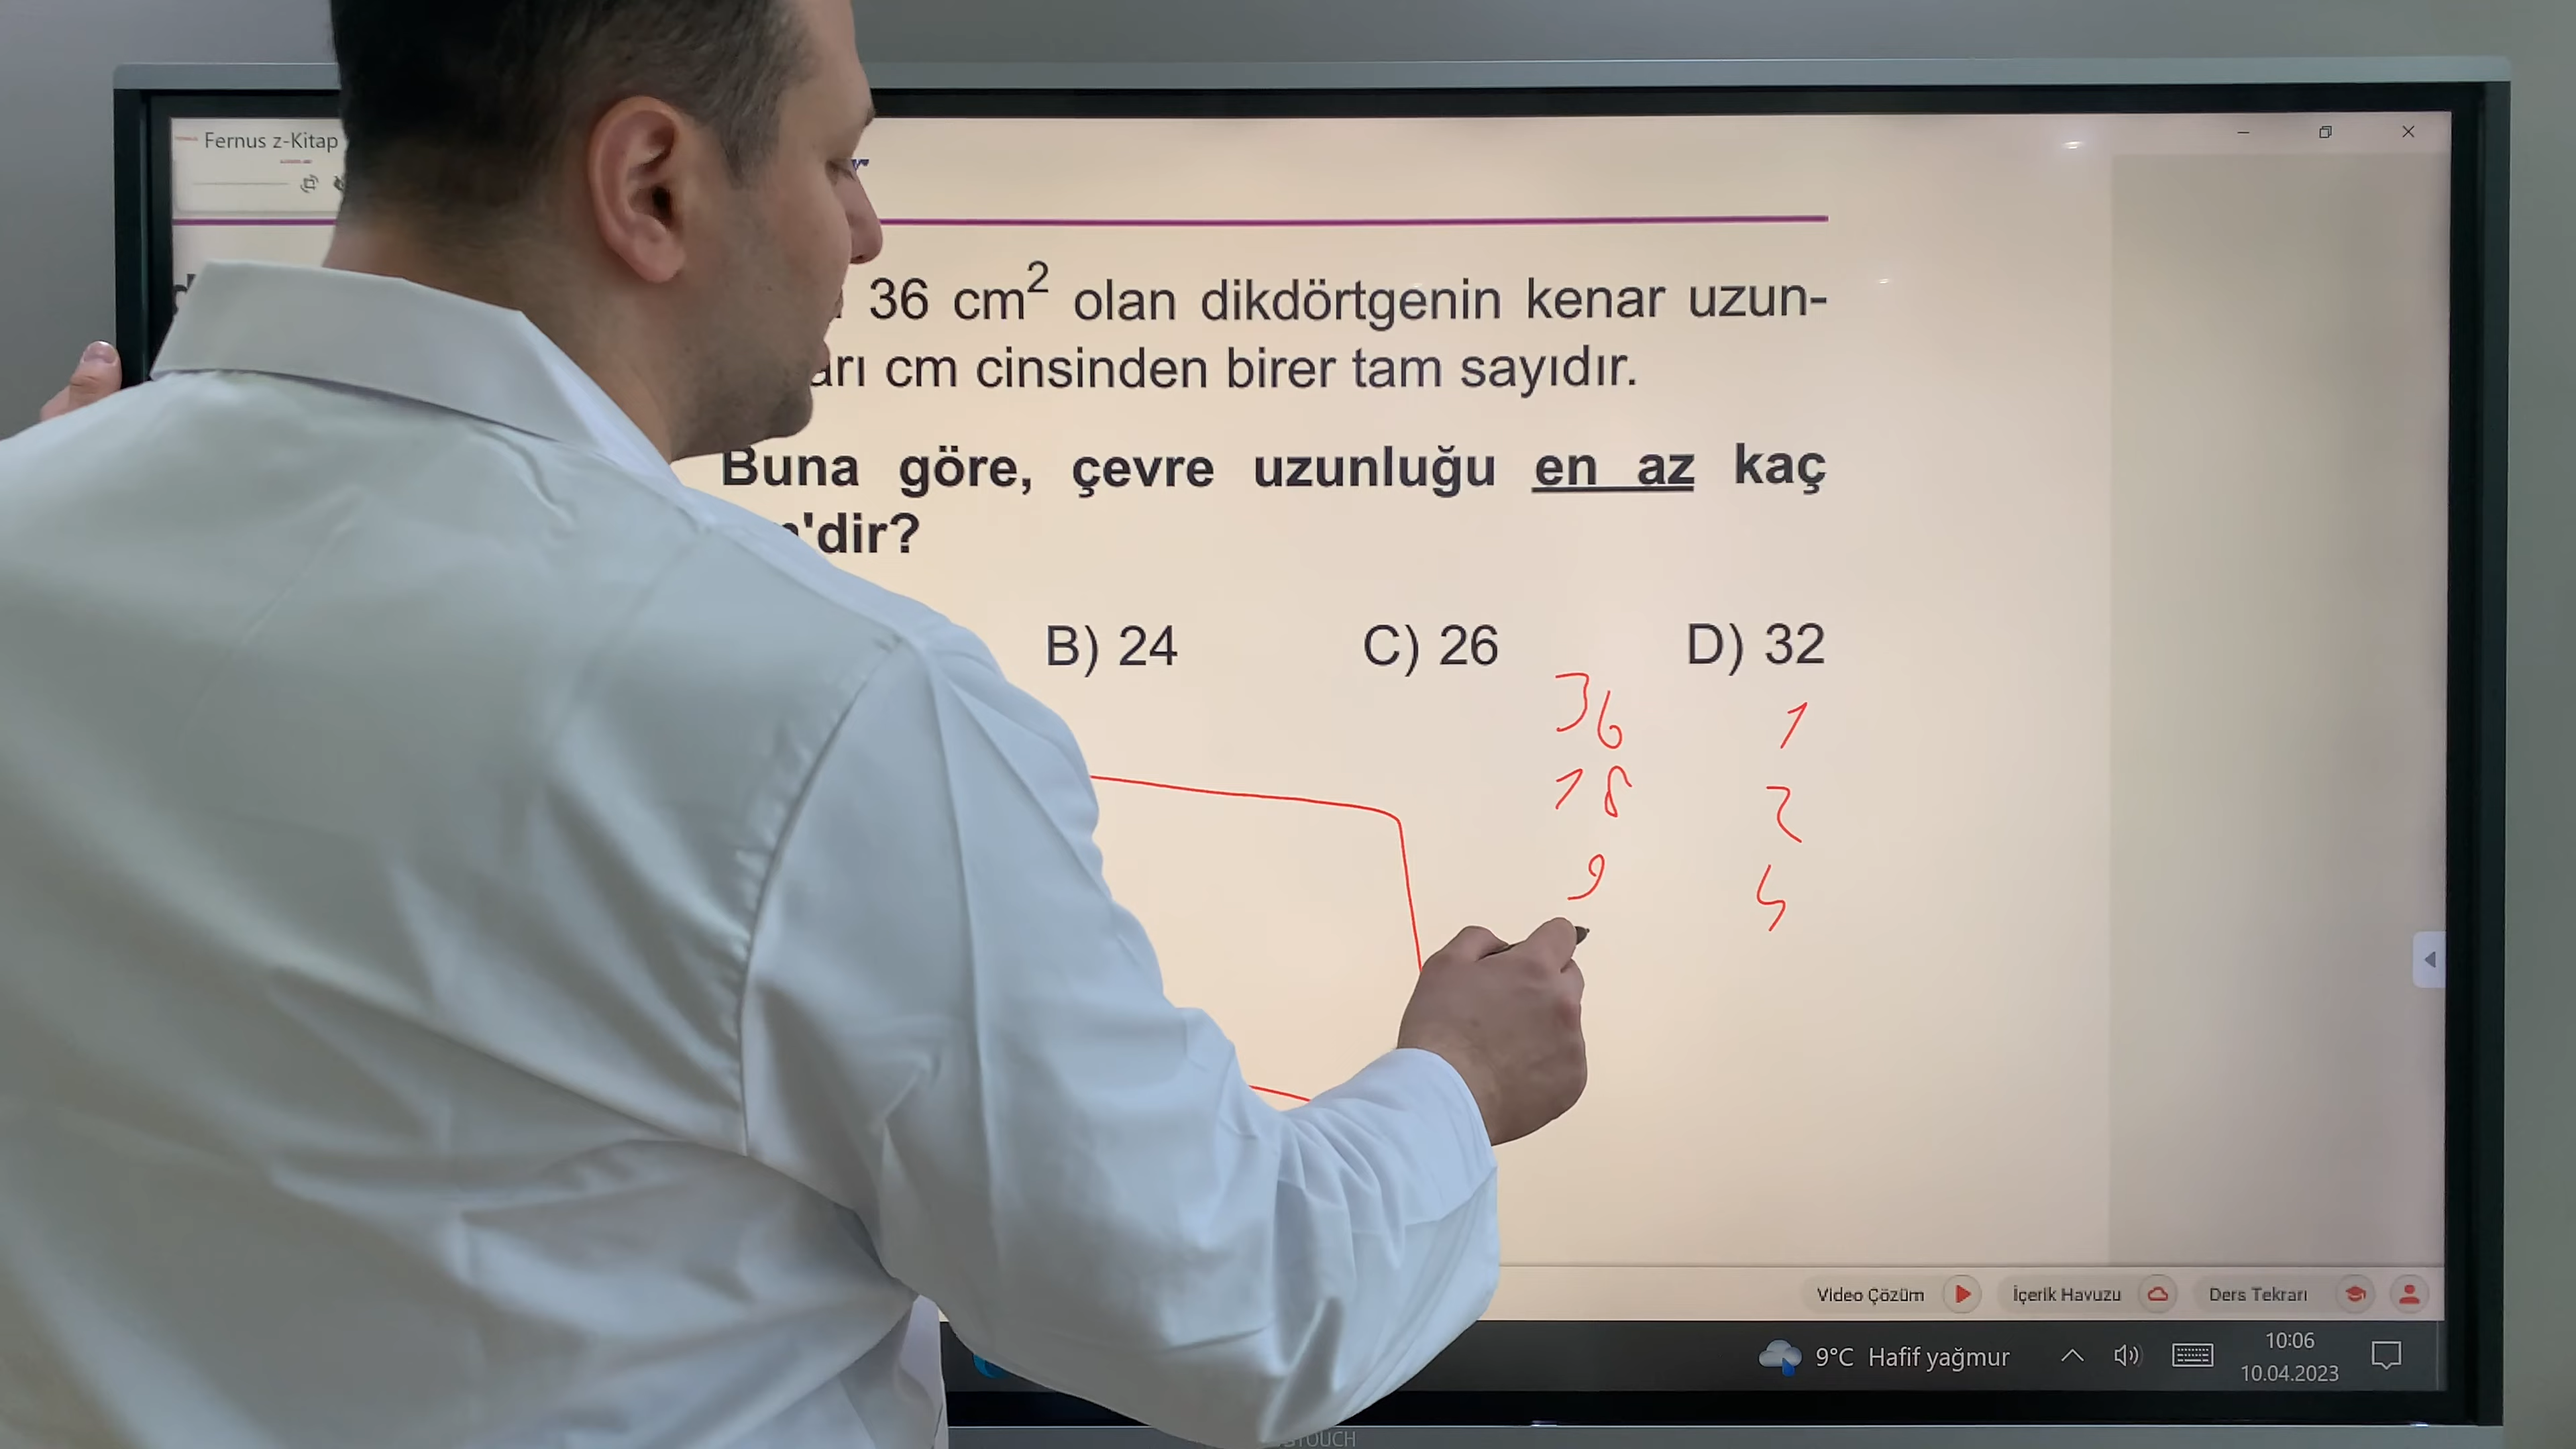 Fernus z-Kitap
36 cm² olan dikdörtgenin kenar uzun-
arı cm cinsinden birer tam sayıdır.
Buna göre, çevre uzunluğu en az kaç
'dir?
B) 24 C) 26 D) 32
36 1
18 2
9 4
Video Çözüm İçerik Havuzu Ders Tekrarı
9°C Hafif yağmur
10:06
10.04.2023
TOUCH